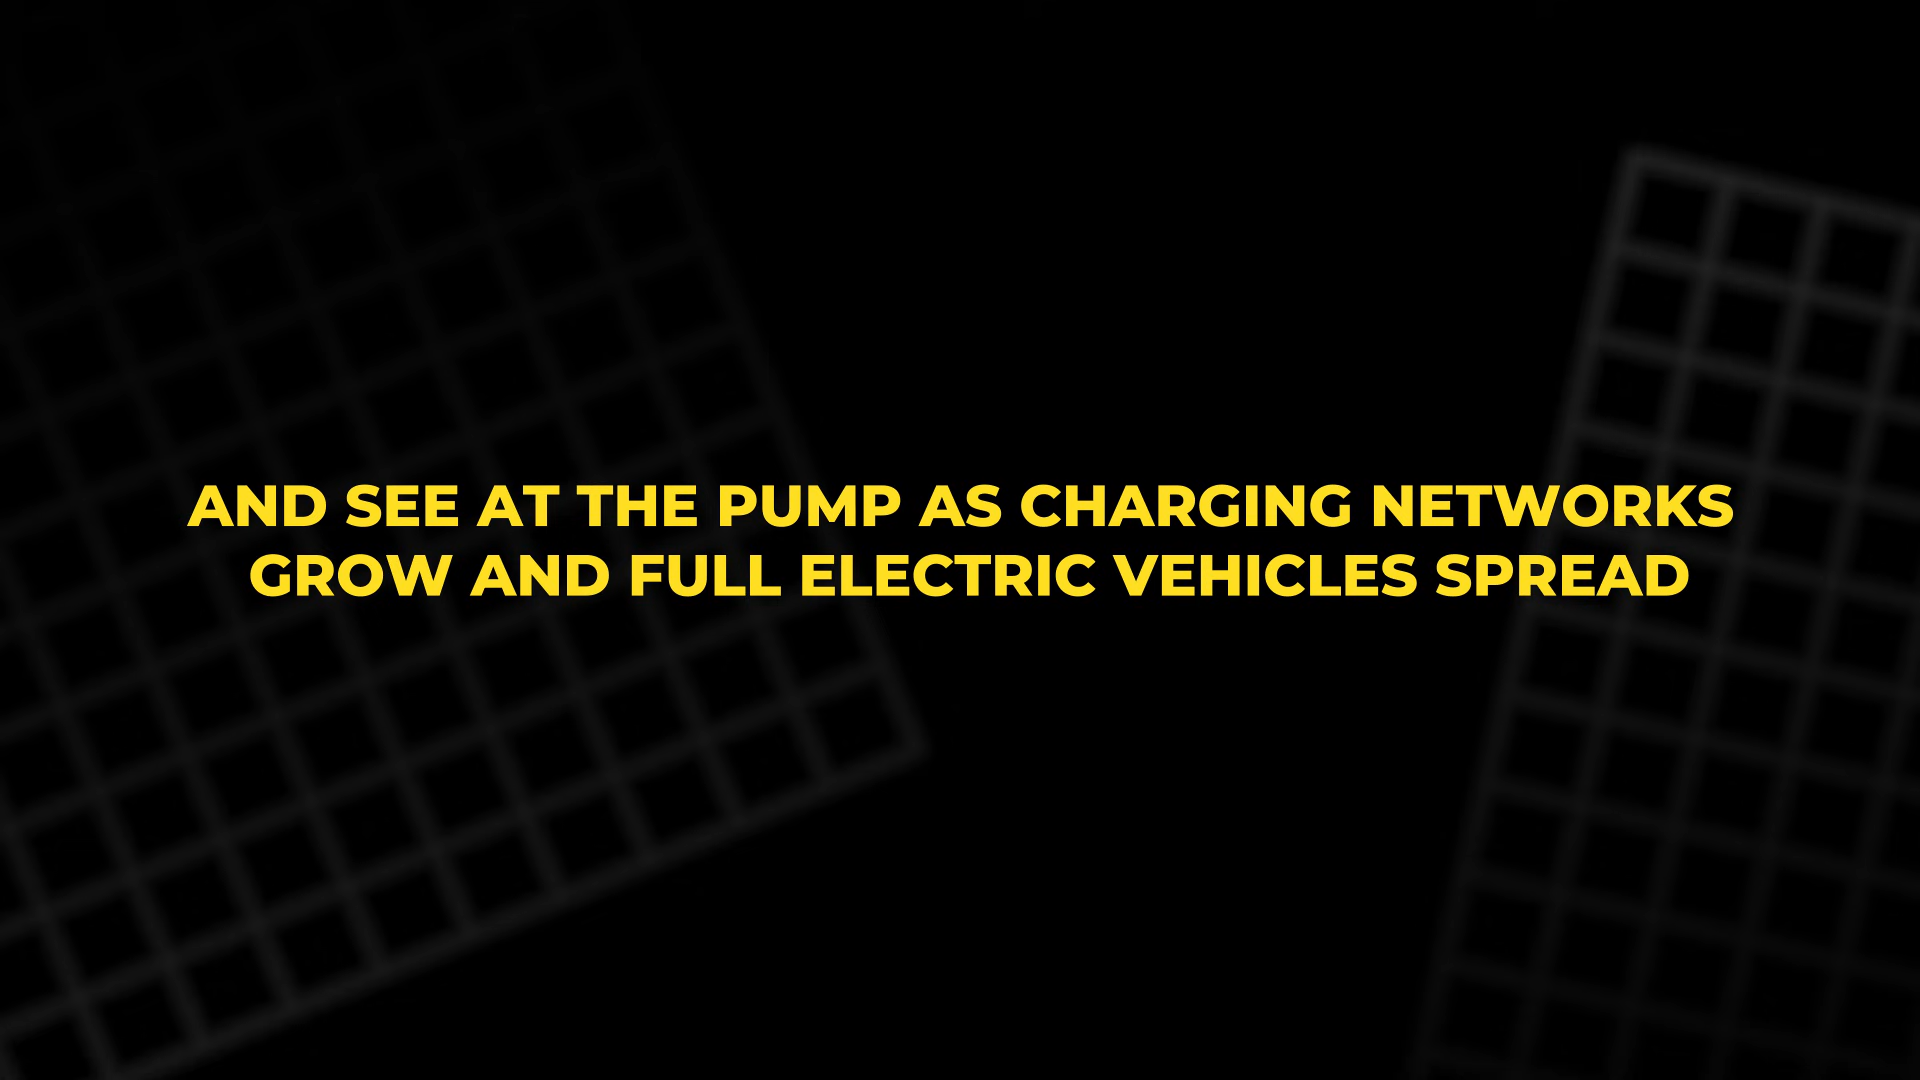 AND SEE AT THE PUMP AS CHARGING NETWORKS
GROW AND FULL ELECTRIC VEHICLES SPREAD